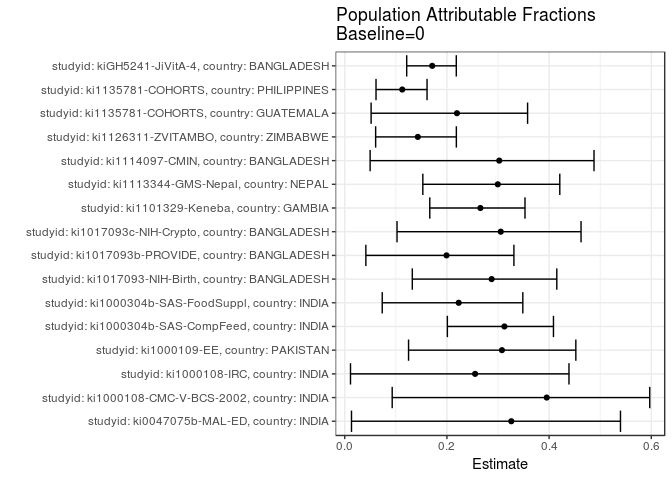 Population Attributable Fractions
Baseline=0
studyid: kiGH5241-JiVitA-4, country: BANGLADESH
studyid: ki1135781-COHORTS, country: PHILIPPINES
studyid: ki1135781-COHORTS, country: GUATEMALA
studyid: ki1126311-ZVITAMBO, country: ZIMBABWE
studyid: ki1114097-CMIN, country: BANGLADESH
studyid: ki1113344-GMS-Nepal, country: NEPAL
studyid: ki1101329-Keneba, country: GAMBIA
studyid: ki1017093c-NIH-Crypto, country: BANGLADESH
studyid: ki1017093b-PROVIDE, country: BANGLADESH
studyid: ki1017093-NIH-Birth, country: BANGLADESH
studyid: ki1000304b-SAS-FoodSuppl, country: INDIA
studyid: ki1000304b-SAS-CompFeed, country: INDIA
studyid: ki1000109-EE, country: PAKISTAN
studyid: ki1000108-IRC, country: INDIA
studyid: ki1000108-CMC-V-BCS-2002, country: INDIA
studyid: ki0047075b-MAL-ED, country: INDIA
0.0 0.2 0.4 0.6
Estimate